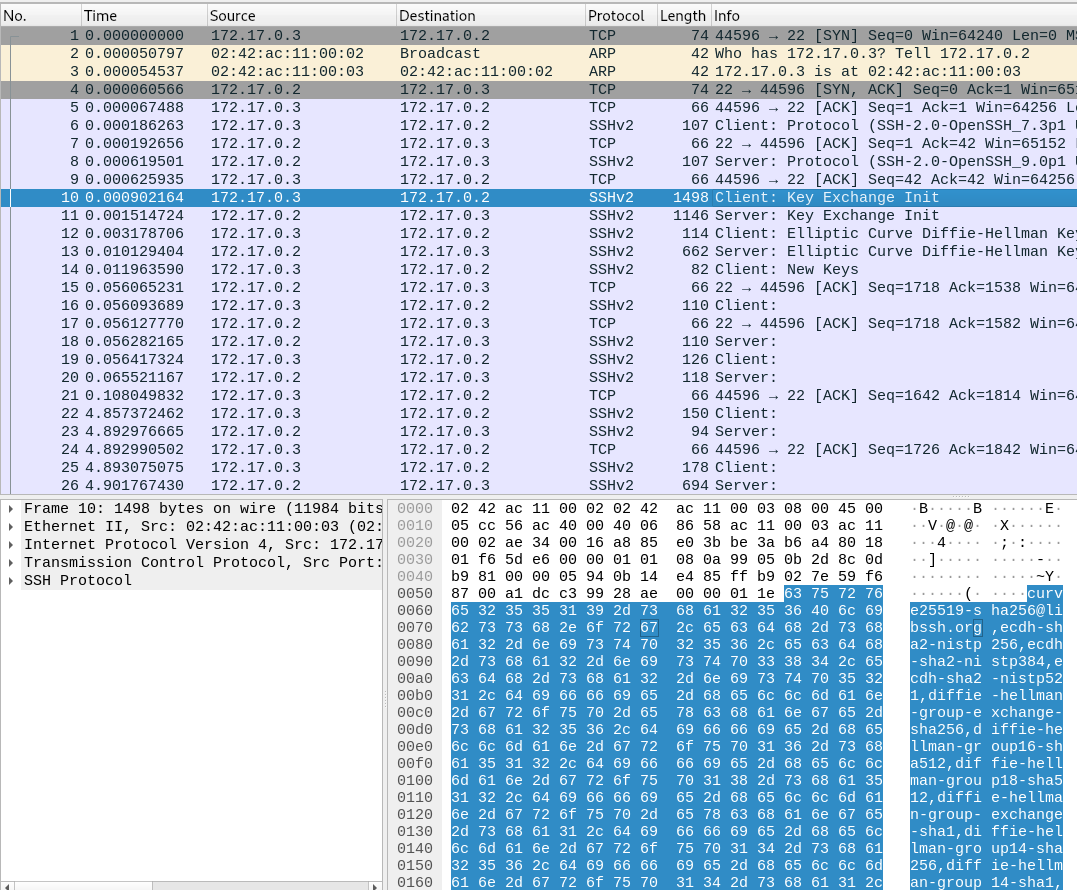 No. Time Source Destination Protocol Length Info
1 0.000000000 172.17.0.3 172.17.0.2 TCP 74 44596 → 22 [SYN] Seq=0 Win=64240 Len=0 MS
2 0.000050797 02:42:ac:11:00:02 Broadcast ARP 42 Who has 172.17.0.3? Tell 172.17.0.2
3 0.000054537 02:42:ac:11:00:03 02:42:ac:11:00:02 ARP 42 172.17.0.3 is at 02:42:ac:11:00:03
4 0.000060566 172.17.0.2 172.17.0.3 TCP 74 22 → 44596 [SYN, ACK] Seq=0 Ack=1 Win=651
5 0.000067488 172.17.0.3 172.17.0.2 TCP 66 44596 → 22 [ACK] Seq=1 Ack=1 Win=64256 Le
6 0.000186263 172.17.0.3 172.17.0.2 SSHv2 107 Client: Protocol (SSH-2.0-OpenSSH_7.3p1 U
7 0.000192656 172.17.0.2 172.17.0.3 TCP 66 22 → 44596 [ACK] Seq=1 Ack=42 Win=65152
8 0.000619501 172.17.0.2 172.17.0.3 SSHv2 107 Server: Protocol (SSH-2.0-OpenSSH_9.0p1 U
9 0.000625935 172.17.0.3 172.17.0.2 TCP 66 44596 → 22 [ACK] Seq=42 Ack=42 Win=64256
10 0.000902164 172.17.0.3 172.17.0.2 SSHv2 1498 Client: Key Exchange Init
11 0.001514724 172.17.0.2 172.17.0.3 SSHv2 1146 Server: Key Exchange Init
12 0.003178706 172.17.0.3 172.17.0.2 SSHv2 114 Client: Elliptic Curve Diffie-Hellman Key
13 0.010129404 172.17.0.2 172.17.0.3 SSHv2 662 Server: Elliptic Curve Diffie-Hellman Key
14 0.011963590 172.17.0.3 172.17.0.2 SSHv2 82 Client: New Keys
15 0.056065231 172.17.0.2 172.17.0.3 TCP 66 22 → 44596 [ACK] Seq=1718 Ack=1538 Win=64
16 0.056093689 172.17.0.3 172.17.0.2 SSHv2 110 Client:
17 0.056127770 172.17.0.2 172.17.0.3 TCP 66 22 → 44596 [ACK] Seq=1718 Ack=1582 Win=64
18 0.056282165 172.17.0.2 172.17.0.3 SSHv2 110 Server:
19 0.056417324 172.17.0.3 172.17.0.2 SSHv2 126 Client:
20 0.065521167 172.17.0.2 172.17.0.3 SSHv2 118 Server:
21 0.108049832 172.17.0.3 172.17.0.2 TCP 66 44596 → 22 [ACK] Seq=1642 Ack=1814 Win=64
22 4.857372462 172.17.0.3 172.17.0.2 SSHv2 150 Client:
23 4.892976665 172.17.0.2 172.17.0.3 SSHv2 94 Server:
24 4.892990502 172.17.0.3 172.17.0.2 TCP 66 44596 → 22 [ACK] Seq=1726 Ack=1842 Win=64
25 4.893075075 172.17.0.3 172.17.0.2 SSHv2 178 Client:
26 4.901767430 172.17.0.2 172.17.0.3 SSHv2 694 Server:
Frame 10: 1498 bytes on wire (11984 bits
Ethernet II, Src: 02:42:ac:11:00:03 (02:
Internet Protocol Version 4, Src: 172.17
Transmission Control Protocol, Src Port:
SSH Protocol
0000 02 42 ac 11 00 02 02 42 ac 11 00 03 08 00 45 00 ·B·····B ······E·
0010 05 cc 56 ac 40 00 40 06 86 58 ac 11 00 03 ac 11 ··V·@·@· ·X······
0020 00 02 ae 34 00 16 a8 85 e0 3b be 3a b6 a4 80 18 ···4···· ·;·:····
0030 01 f6 5d e6 00 00 01 01 08 0a 99 05 0b 2d 8c 0d ··]····· ·····-··
0040 b9 81 00 00 05 94 0b 14 e4 85 ff b9 02 7e 59 f6 ········ ·····~Y·
0050 87 00 a1 dc c3 99 28 ae 00 00 01 1e 63 75 72 76 ······(· ····curv
0060 65 32 35 35 31 39 2d 73 68 61 32 35 36 40 6c 69 e25519-s ha256@li
0070 62 73 73 68 2e 6f 72 67 2c 65 63 64 68 2d 73 68 bssh.org ,ecdh-sh
0080 61 32 2d 6e 69 73 74 70 32 35 36 2c 65 63 64 68 a2-nistp 256,ecdh
0090 2d 73 68 61 32 2d 6e 69 73 74 70 33 38 34 2c 65 -sha2-ni stp384,e
00a0 63 64 68 2d 73 68 61 32 2d 6e 69 73 74 70 35 32 cdh-sha2 -nistp52
00b0 31 2c 64 69 66 66 69 65 2d 68 65 6c 6c 6d 61 6e 1,diffie -hellman
00c0 2d 67 72 6f 75 70 2d 65 78 63 68 61 6e 67 65 2d -group-e xchange-
00d0 73 68 61 32 35 36 2c 64 69 66 66 69 65 2d 68 65 sha256,d iffie-he
00e0 6c 6c 6d 61 6e 2d 67 72 6f 75 70 31 36 2d 73 68 llman-gr oup16-sh
00f0 61 35 31 32 2c 64 69 66 66 69 65 2d 68 65 6c 6c a512,dif fie-hell
0100 6d 61 6e 2d 67 72 6f 75 70 31 38 2d 73 68 61 35 man-grou p18-sha5
0110 31 32 2c 64 69 66 66 69 65 2d 68 65 6c 6c 6d 61 12,diffi e-hellma
0120 6e 2d 67 72 6f 75 70 2d 65 78 63 68 61 6e 67 65 n-group- exchange
0130 2d 73 68 61 31 2c 64 69 66 66 69 65 2d 68 65 6c -sha1,di ffie-hel
0140 6c 6d 61 6e 2d 67 72 6f 75 70 31 34 2d 73 68 61 lman-gro up14-sha
0150 32 35 36 2c 64 69 66 66 69 65 2d 68 65 6c 6c 6d 256,diff ie-hellm
0160 61 6e 2d 67 72 6f 75 70 31 34 2d 73 68 61 31 2c an-group 14-sha1,